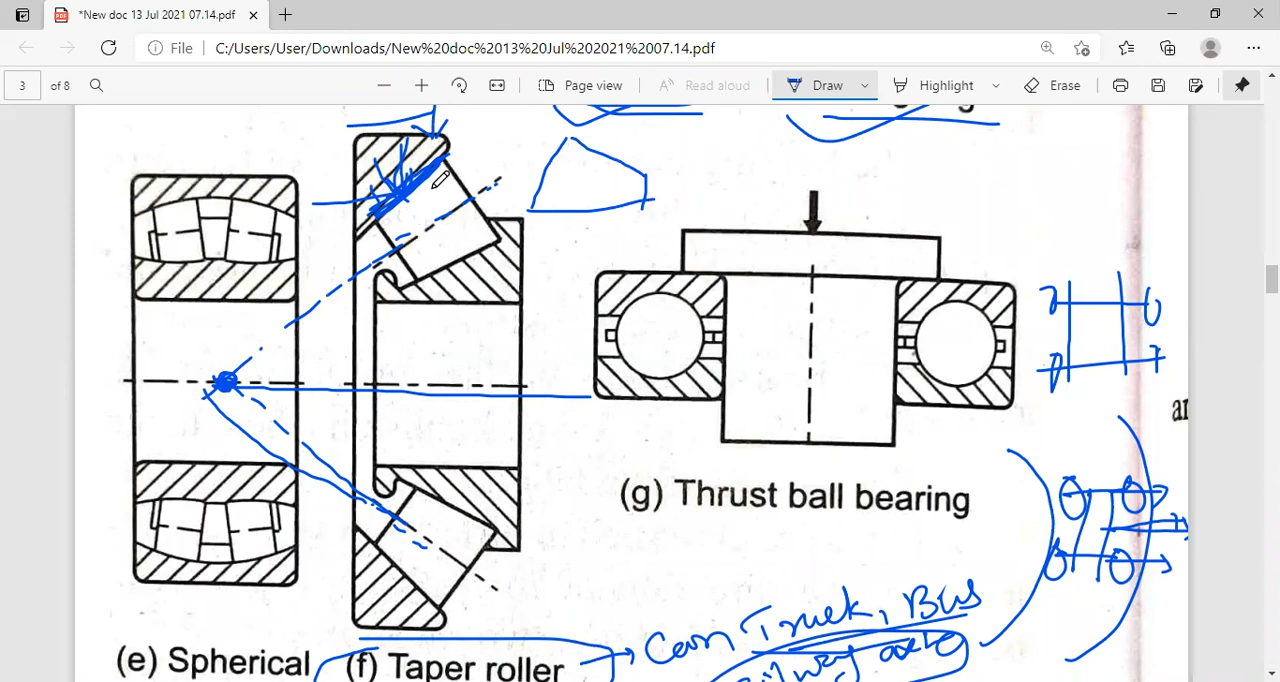 *New doc 13 Jul 2021 07.14.pdf
File C:/Users/User/Downloads/New%20doc%2013%20Jul%202021%2007.14.pdf
3 of 8 Page view Read aloud Draw Highlight Erase
(g) Thrust ball bearing
Truck, Bus
axle
(e) Spherical (f) Taper roller